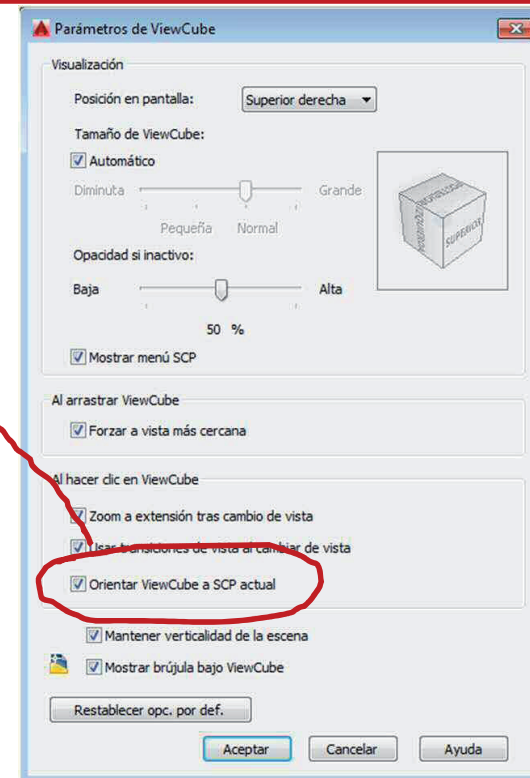 Parámetros de ViewCube
Visualización
Posición en pantalla: Superior derecha
Tamaño de ViewCube:
Automático
Diminuta Grande
Pequeña Normal
SUPERIOR
Opacidad si inactivo:
Baja Alta
50 %
Mostrar menú SCP
Al arrastrar ViewCube
Forzar a vista más cercana
Al hacer clic en ViewCube
Zoom a extensión tras cambio de vista
Usar transiciones de vista al cambiar de vista
Orientar ViewCube a SCP actual
Mantener verticalidad de la escena
Mostrar brújula bajo ViewCube
Restablecer opc. por def.
Aceptar Cancelar Ayuda